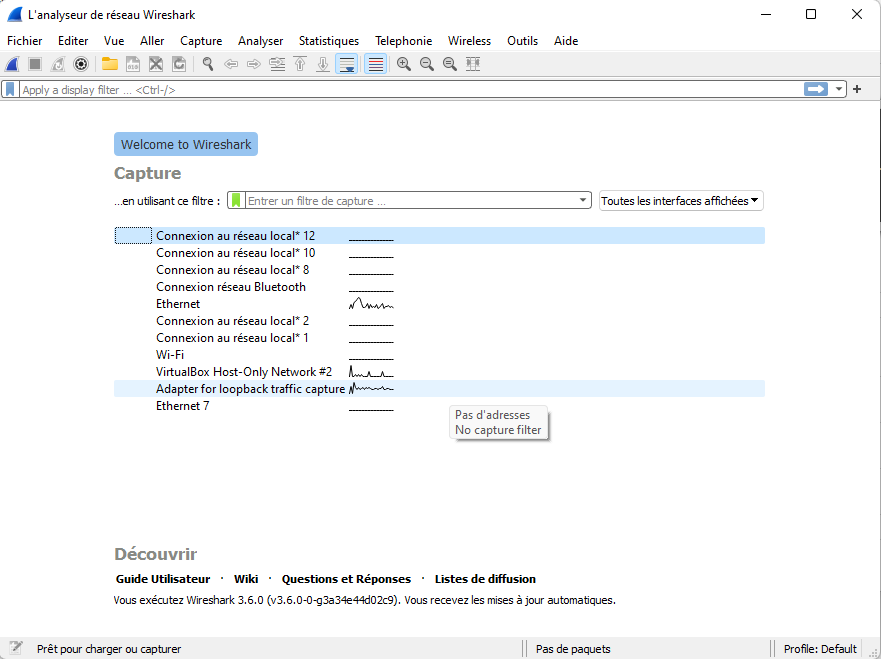 L'analyseur de réseau Wireshark
Fichier Editer Vue Aller Capture Analyser Statistiques Telephonie Wireless Outils Aide
Apply a display filter ... <Ctrl-/>
Welcome to Wireshark
Capture
...en utilisant ce filtre : Entrer un filtre de capture ... Toutes les interfaces affichées
Connexion au réseau local* 12
Connexion au réseau local* 10
Connexion au réseau local* 8
Connexion réseau Bluetooth
Ethernet
Connexion au réseau local* 2
Connexion au réseau local* 1
Wi-Fi
VirtualBox Host-Only Network #2
Adapter for loopback traffic capture
Ethernet 7
Pas d'adresses
No capture filter
Découvrir
Guide Utilisateur · Wiki · Questions et Réponses · Listes de diffusion
Vous exécutez Wireshark 3.6.0 (v3.6.0-0-g3a34e44d02c9). Vous recevez les mises à jour automatiques.
Prêt pour charger ou capturer Pas de paquets Profile: Default